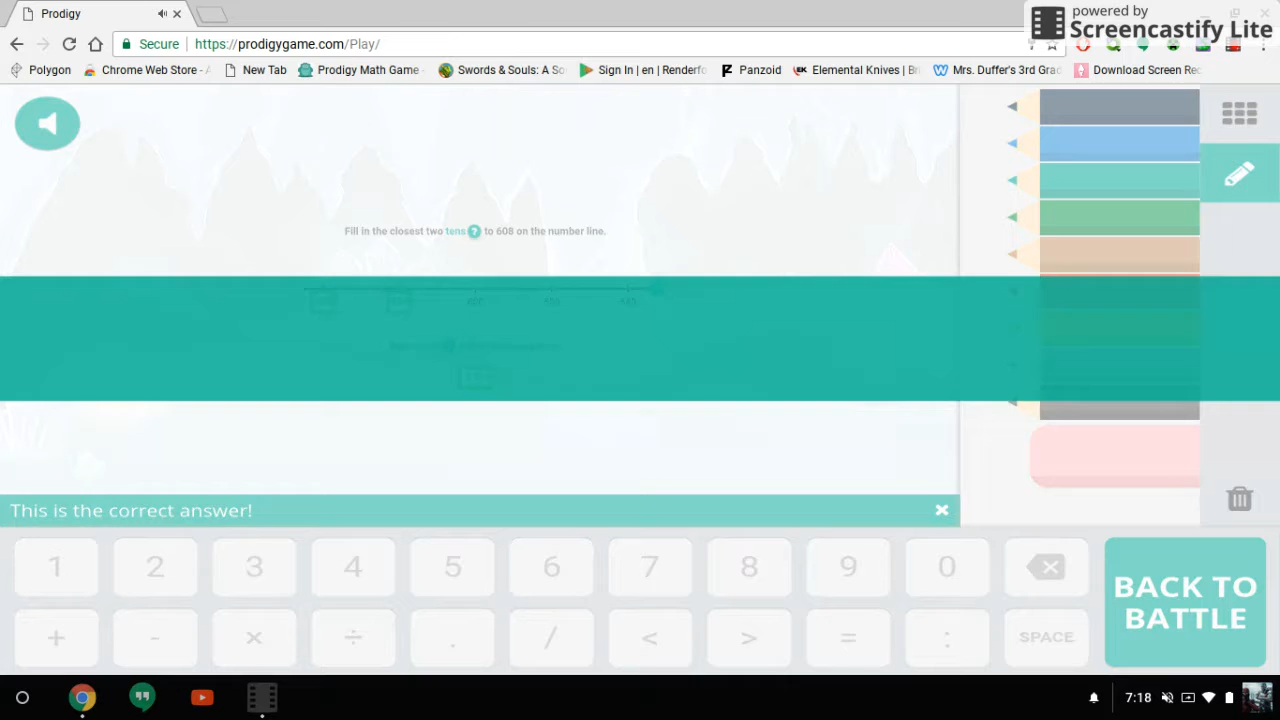 Prodigy
powered by
Screencastify Lite
Secure
https://prodigygame.com/Play/
Polygon
Chrome Web Store - A
New Tab
Prodigy Math Game -
Swords & Souls: A So
Sign In | en | Renderfo
Panzoid
Elemental Knives | Bn
Mrs. Duffer's 3rd Grad
Download Screen Rec
Fill in the closest two tens ? to 608 on the number line.
This is the correct answer!
1 2 3 4 5 6 7 8 9 0
+ - × ÷ . / < > = : SPACE
BACK TO
BATTLE
7:18